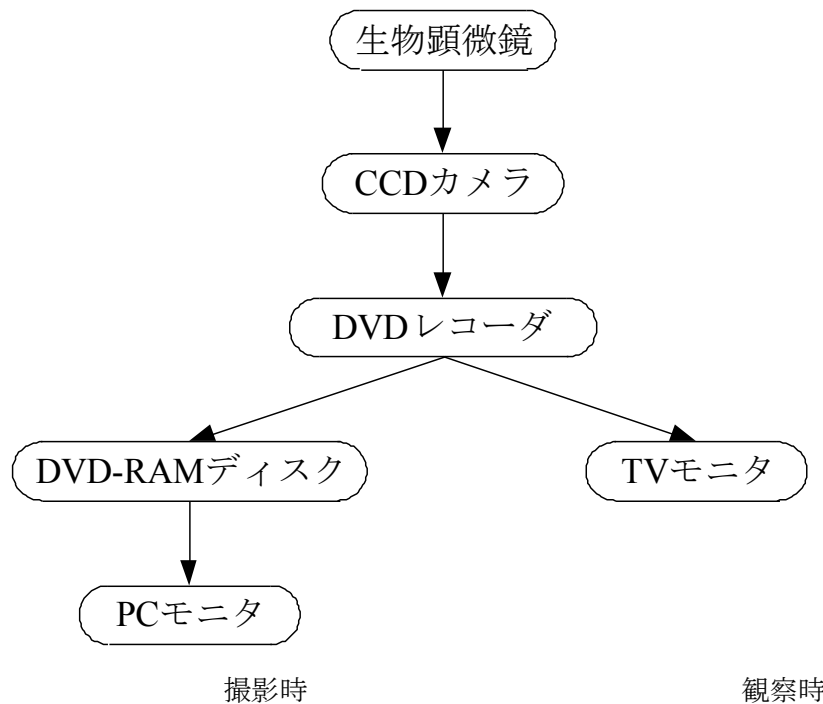 生物顕微鏡
CCDカメラ
DVDレコーダ
DVD-RAMディスク
TVモニタ
PCモニタ
撮影時
観察時